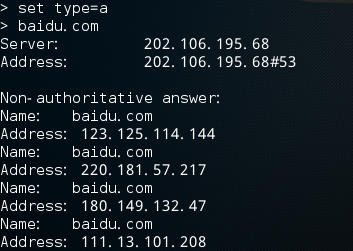 > set type=a
> baidu.com
Server: 202.106.195.68
Address: 202.106.195.68#53
Non-authoritative answer:
Name: baidu.com
Address: 123.125.114.144
Name: baidu.com
Address: 220.181.57.217
Name: baidu.com
Address: 180.149.132.47
Name: baidu.com
Address: 111.13.101.208